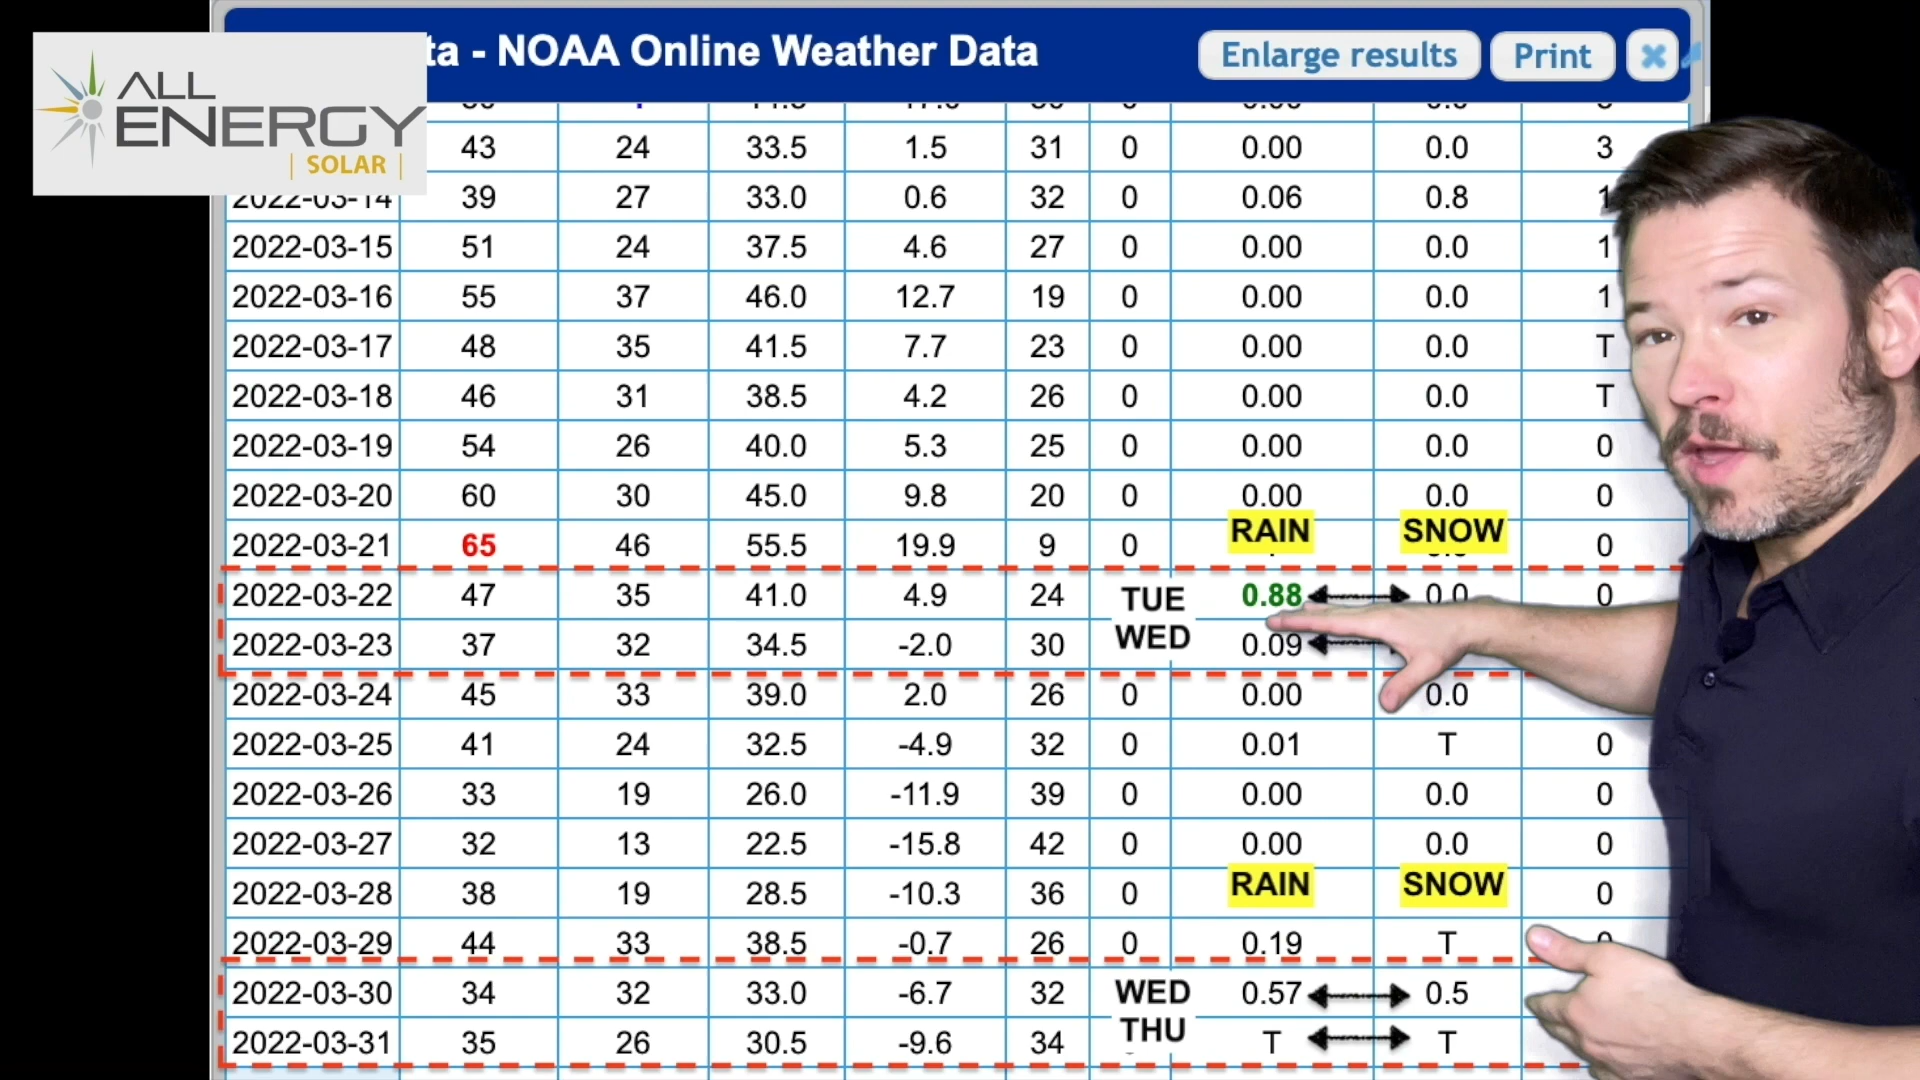 ta - NOAA Online Weather Data
Enlarge results
Print
×
ALL
ENERGY
| SOLAR |
43 24 33.5 1.5 31 0 0.00 0.0 3
2022-03-14 39 27 33.0 0.6 32 0 0.06 0.8 1
2022-03-15 51 24 37.5 4.6 27 0 0.00 0.0 1
2022-03-16 55 37 46.0 12.7 19 0 0.00 0.0 1
2022-03-17 48 35 41.5 7.7 23 0 0.00 0.0 T
2022-03-18 46 31 38.5 4.2 26 0 0.00 0.0 T
2022-03-19 54 26 40.0 5.3 25 0 0.00 0.0 0
2022-03-20 60 30 45.0 9.8 20 0 0.00 0.0 0
RAIN SNOW
2022-03-21 65 46 55.5 19.9 9 0 0
2022-03-22 47 35 41.0 4.9 24 TUE 0.88 0.0 0
2022-03-23 37 32 34.5 -2.0 30 WED 0.09
2022-03-24 45 33 39.0 2.0 26 0 0.00 0.0
2022-03-25 41 24 32.5 -4.9 32 0 0.01 T 0
2022-03-26 33 19 26.0 -11.9 39 0 0.00 0.0 0
2022-03-27 32 13 22.5 -15.8 42 0 0.00 0.0 0
RAIN SNOW
2022-03-28 38 19 28.5 -10.3 36 0 0
2022-03-29 44 33 38.5 -0.7 26 0 0.19 T 0
2022-03-30 34 32 33.0 -6.7 32 WED 0.57 0.5
2022-03-31 35 26 30.5 -9.6 34 THU T T